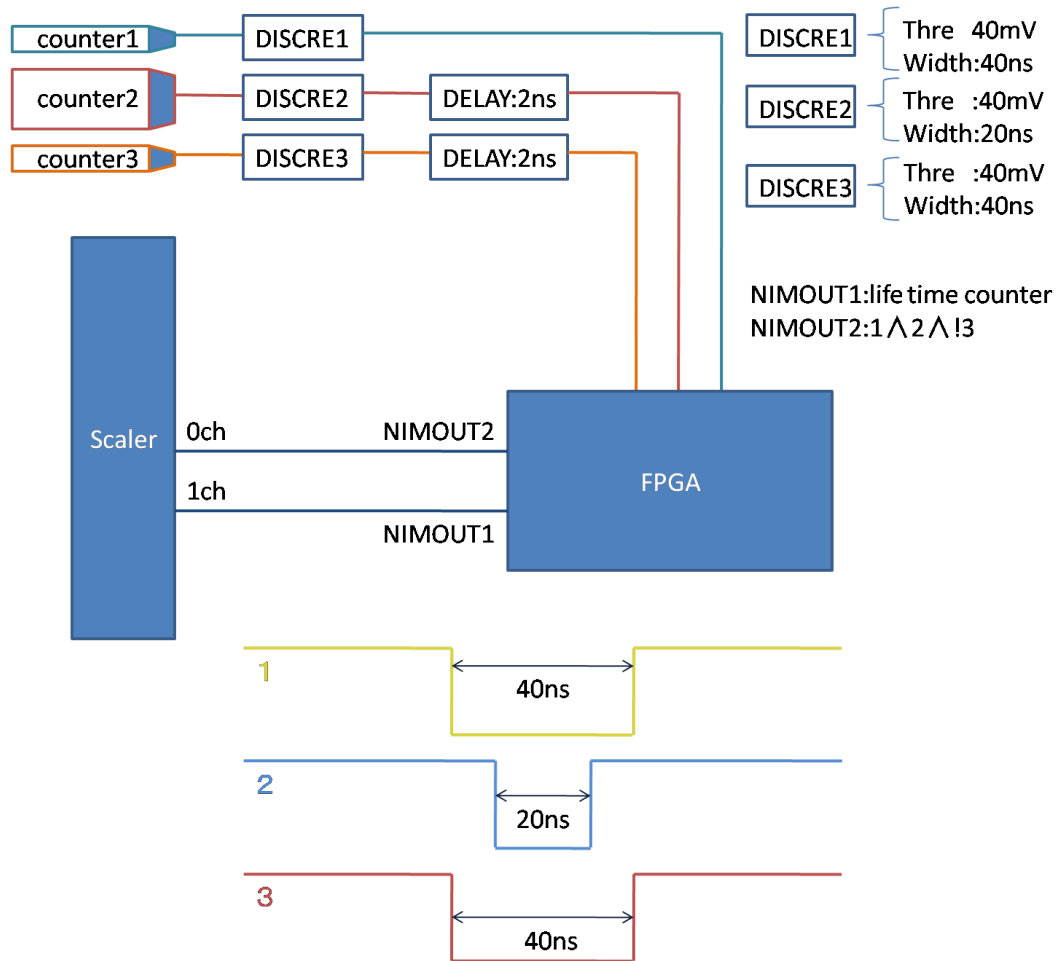 counter1
DISCRE1
counter2
DISCRE2
DELAY:2ns
counter3
DISCRE3
DELAY:2ns
DISCRE1
Thre 40mV
Width:40ns
DISCRE2
Thre :40mV
Width:20ns
DISCRE3
Thre :40mV
Width:40ns
NIMOUT1:life time counter
NIMOUT2:1∧2∧!3
Scaler
0ch
NIMOUT2
1ch
NIMOUT1
FPGA
1
40ns
2
20ns
3
40ns